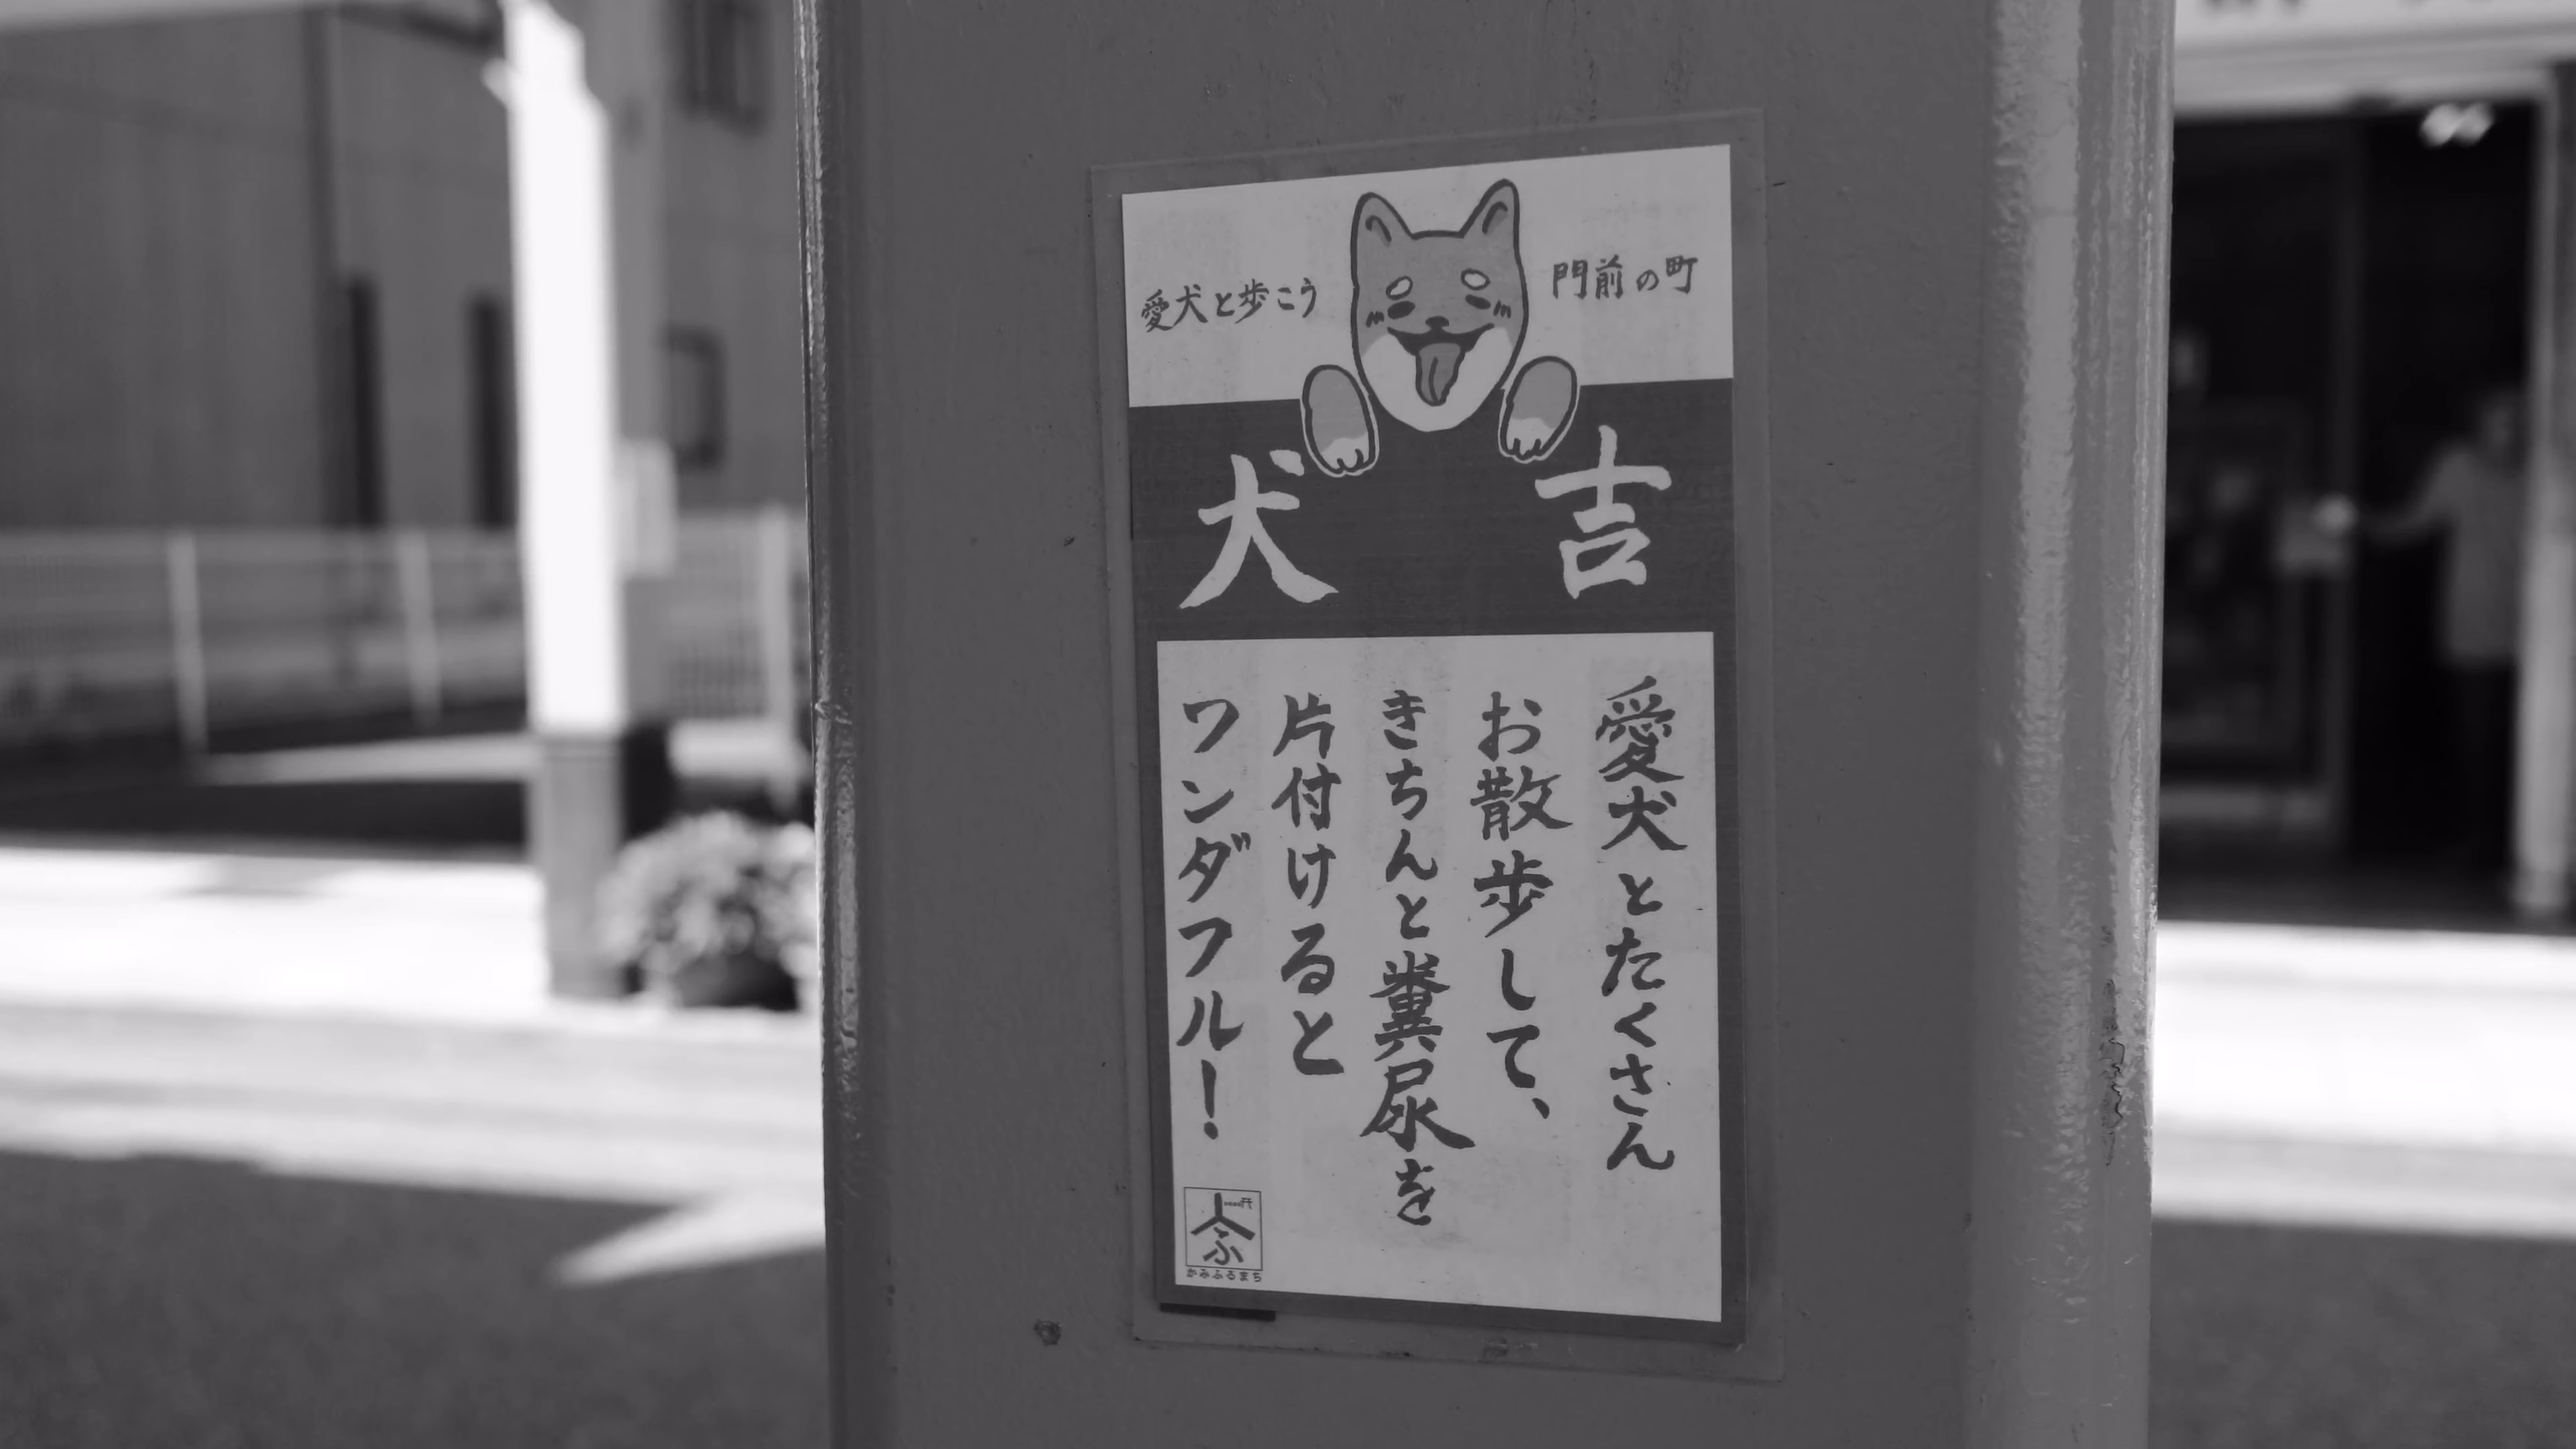 愛犬と歩こう
門前の町
犬吉
愛犬とたくさん
お散歩して、
きちんと糞尿を
片付けると
ワンダフル!
かみふるまち